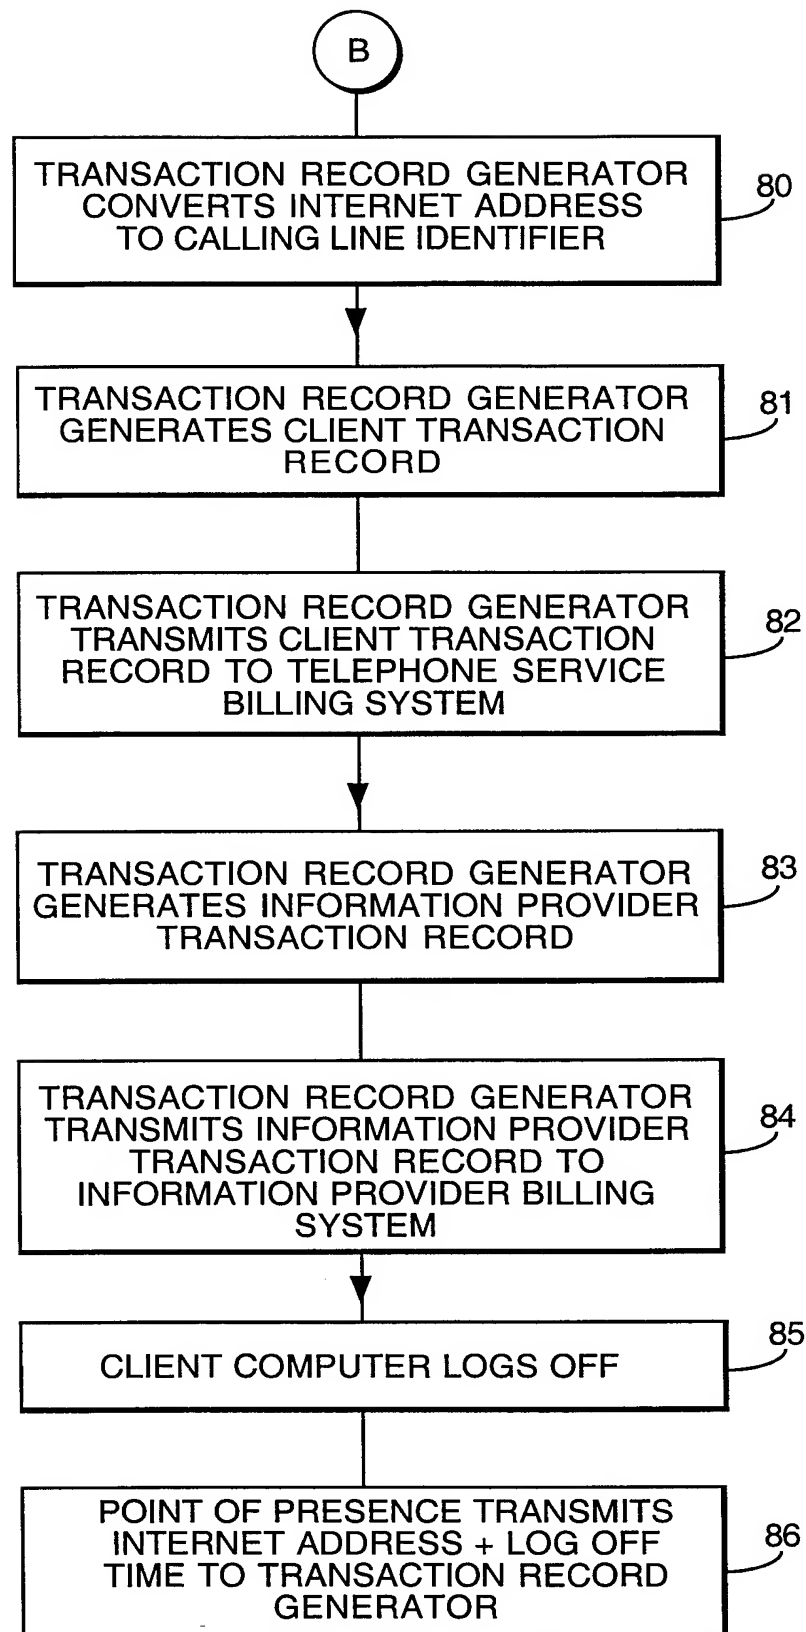 B
TRANSACTION RECORD GENERATOR
CONVERTS INTERNET ADDRESS
TO CALLING LINE IDENTIFIER
80
TRANSACTION RECORD GENERATOR
GENERATES CLIENT TRANSACTION
RECORD
81
TRANSACTION RECORD GENERATOR
TRANSMITS CLIENT TRANSACTION
RECORD TO TELEPHONE SERVICE
BILLING SYSTEM
82
TRANSACTION RECORD GENERATOR
GENERATES INFORMATION PROVIDER
TRANSACTION RECORD
83
TRANSACTION RECORD GENERATOR
TRANSMITS INFORMATION PROVIDER
TRANSACTION RECORD TO
INFORMATION PROVIDER BILLING
SYSTEM
84
CLIENT COMPUTER LOGS OFF
85
POINT OF PRESENCE TRANSMITS
INTERNET ADDRESS + LOG OFF
TIME TO TRANSACTION RECORD
GENERATOR
86